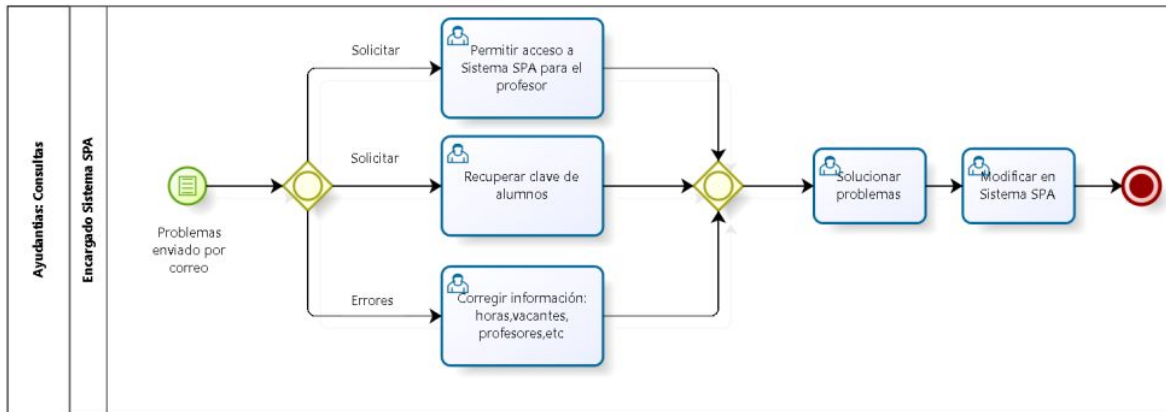 Ayudantías: Consultas
Encargado Sistema SPA
Problemas
enviado por
correo
Solicitar
Permitir acceso a
Sistema SPA para el
profesor
Solicitar
Recuperar clave de
alumnos
Errores
Corregir información:
horas,vacantes,
profesores,etc
Solucionar
problemas
Modificar en
Sistema SPA